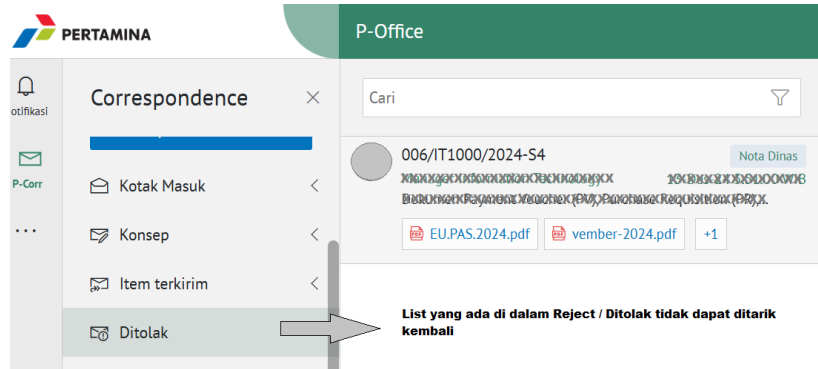 PERTAMINA
P-Office
otifikasi
Correspondence
Cari
P-Corr
006/IT1000/2024-S4
Nota Dinas
Kotak Masuk
Konsep
EU.PAS.2024.pdf
vember-2024.pdf
+1
Item terkirim
Ditolak
List yang ada di dalam Reject / Ditolak tidak dapat ditarik
kembali